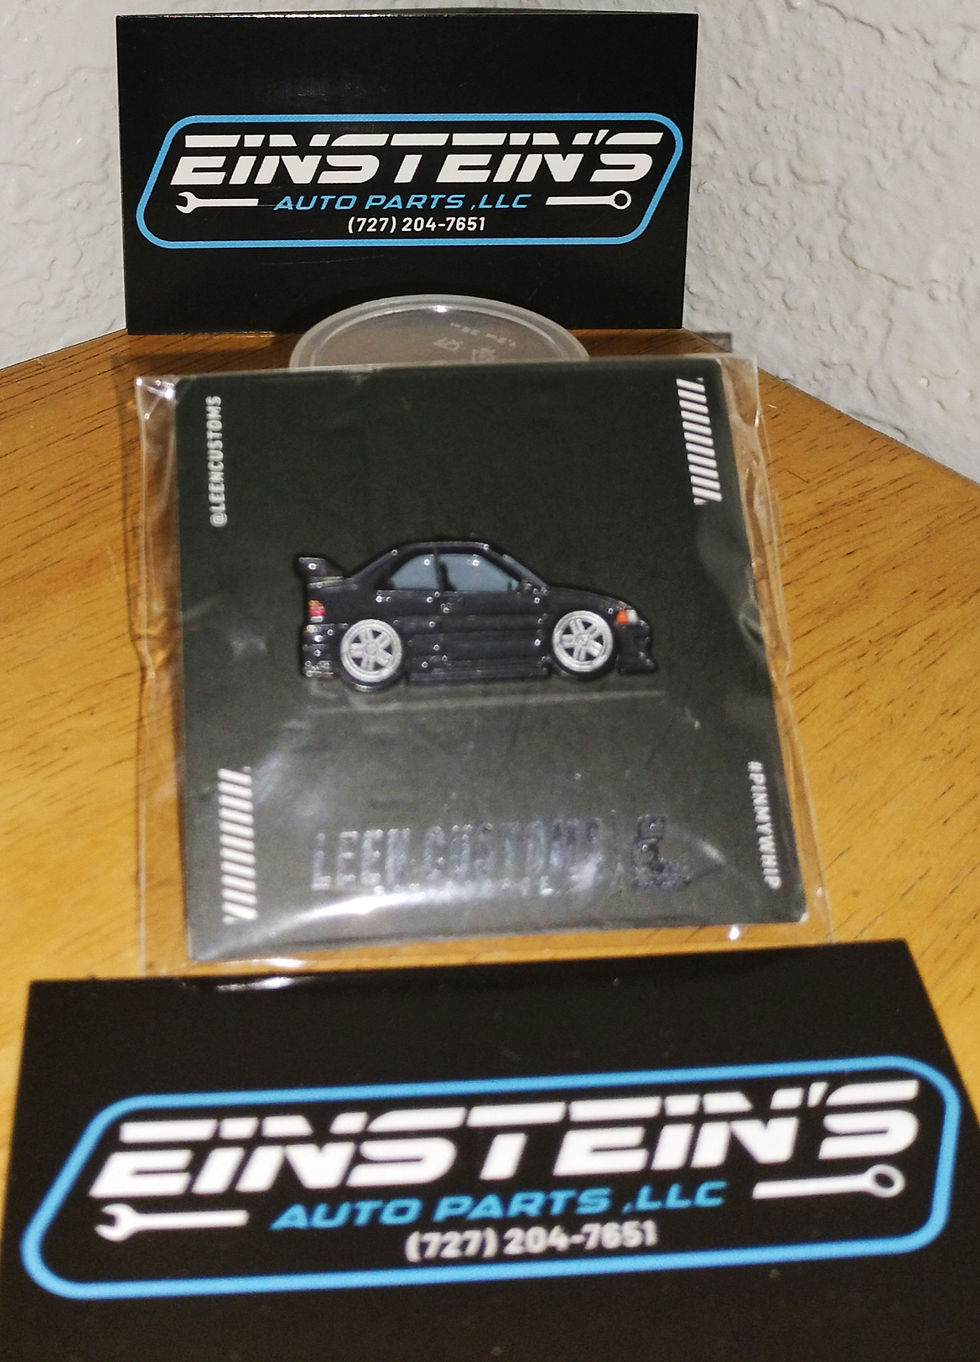 EINSTEIN'S
AUTO PARTS ,LLC
(727) 204-7651
@LEENCUSTOMS
LEEN CUSTOMS
#PINMYWHIP
EINSTEIN'S
AUTO PARTS ,LLC
(727) 204-7651